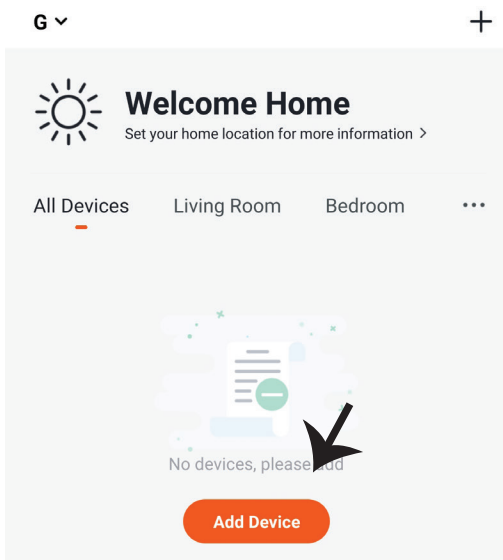 G
Welcome Home
Set your home location for more information >
All Devices Living Room Bedroom ...
No devices, please add
Add Device